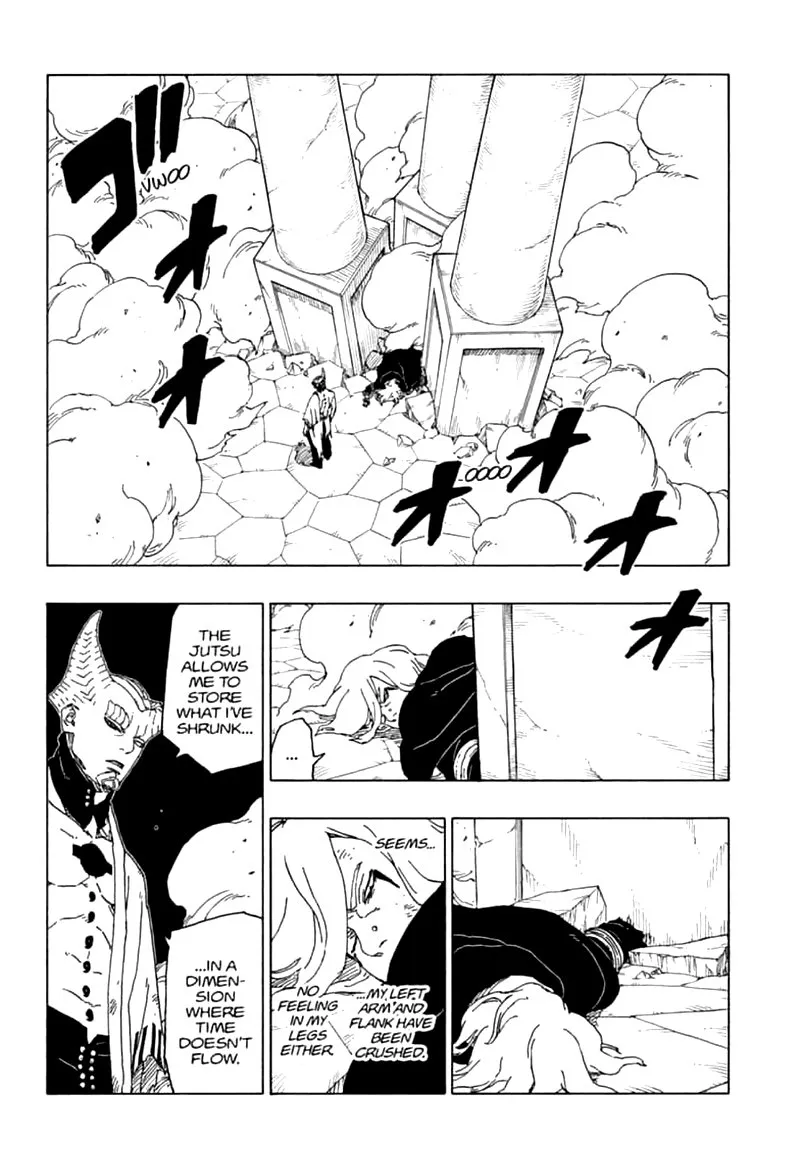 ゴ
VWOO
オ
オ
オ
オ
OOOO
オ
オ
...
THE
JUTSU
ALLOWS
ME TO
STORE
WHAT I'VE
SHRUNK...
...IN A
DIMEN-
SION
WHERE
TIME
DOESN'T
FLOW.
SEEMS...
...MY LEFT
ARM AND
FLANK HAVE
BEEN
CRUSHED.
NO
FEELING
IN MY
LEGS
EITHER.